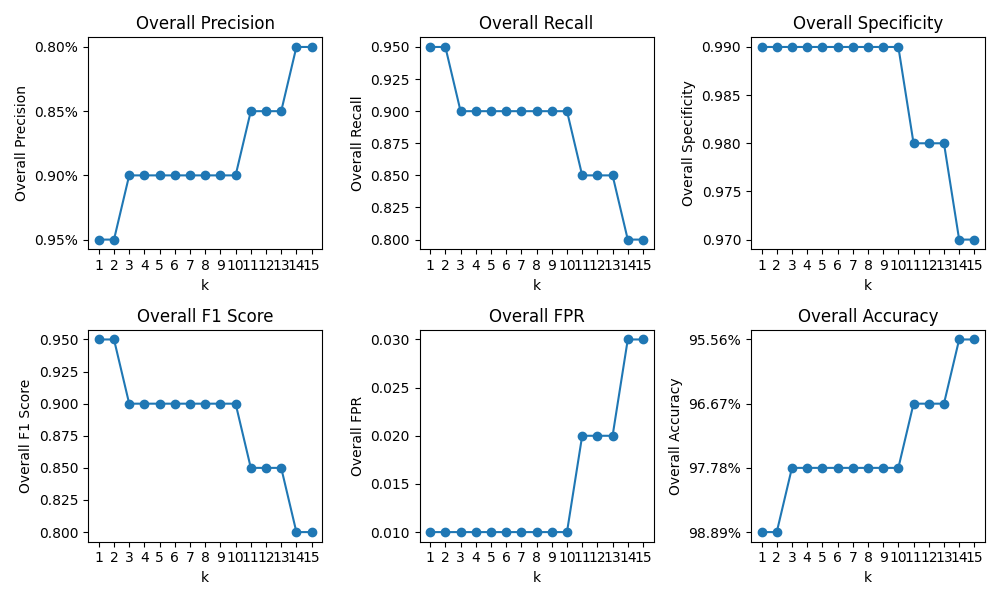 Overall Precision Overall Recall Overall Specificity
Overall Precision
0.80%
0.85%
0.90%
0.95%
1 2 3 4 5 6 7 8 9 10 11 12 13 14 15
k
Overall Recall
0.950
0.925
0.900
0.875
0.850
0.825
0.800
1 2 3 4 5 6 7 8 9 10 11 12 13 14 15
k
Overall Specificity
0.990
0.985
0.980
0.975
0.970
1 2 3 4 5 6 7 8 9 10 11 12 13 14 15
k
Overall F1 Score Overall FPR Overall Accuracy
Overall F1 Score
0.950
0.925
0.900
0.875
0.850
0.825
0.800
1 2 3 4 5 6 7 8 9 10 11 12 13 14 15
k
Overall FPR
0.030
0.025
0.020
0.015
0.010
1 2 3 4 5 6 7 8 9 10 11 12 13 14 15
k
Overall Accuracy
95.56%
96.67%
97.78%
98.89%
1 2 3 4 5 6 7 8 9 10 11 12 13 14 15
k